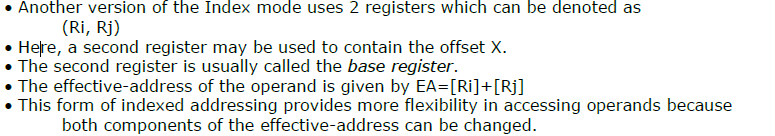 • Another version of the Index mode uses 2 registers which can be denoted as
(Ri, Rj)
• Here, a second register may be used to contain the offset X.
• The second register is usually called the base register.
• The effective-address of the operand is given by EA=[Ri]+[Rj]
• This form of indexed addressing provides more flexibility in accessing operands because
both components of the effective-address can be changed.